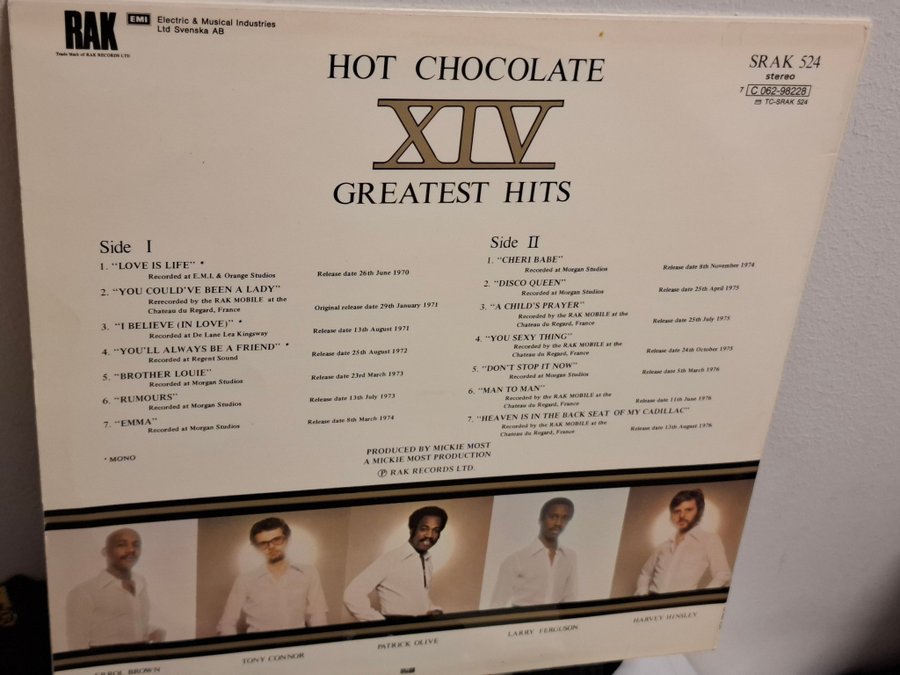 RAK
Trade Mark of RAK RECORDS LTD
EMI
Electric & Musical Industries
Ltd Svenska AB
SRAK 524
stereo
7 C 062-98228
TC-SRAK 524
HOT CHOCOLATE
XIV
GREATEST HITS
Side I
1. "LOVE IS LIFE" *
Recorded at E.M.I. & Orange Studios
Release date 26th June 1970
2. "YOU COULD'VE BEEN A LADY"
Rerecorded by the RAK MOBILE at the
Chateau du Regard, France
Original release date 29th January 1971
3. "I BELIEVE (IN LOVE)" *
Recorded at De Lane Lea Kingsway
Release date 13th August 1971
4. "YOU'LL ALWAYS BE A FRIEND" *
Recorded at Regent Sound
Release date 25th August 1972
5. "BROTHER LOUIE"
Recorded at Morgan Studios
Release date 23rd March 1973
6. "RUMOURS"
Recorded at Morgan Studios
Release date 13th July 1973
7. "EMMA"
Recorded at Morgan Studios
Release date 8th March 1974
* MONO
Side II
1. "CHERI BABE"
Recorded at Morgan Studios
Release date 8th November 1974
2. "DISCO QUEEN"
Recorded at Morgan Studios
Release date 25th April 1975
3. "A CHILD'S PRAYER"
Recorded by the RAK MOBILE at the
Chateau du Regard, France
Release date 25th July 1975
4. "YOU SEXY THING"
Recorded by the RAK MOBILE at the
Chateau du Regard, France
Release date 24th October 1975
5. "DON'T STOP IT NOW"
Recorded at Morgan Studios
Release date 5th March 1976
6. "MAN TO MAN"
Recorded by the RAK MOBILE at the
Chateau du Regard, France
Release date 11th June 1976
7. "HEAVEN IS IN THE BACK SEAT OF MY CADILLAC"
Recorded by the RAK MOBILE at the
Chateau du Regard, France
Release date 13th August 1976
PRODUCED BY MICKIE MOST
A MICKIE MOST PRODUCTION
℗ RAK RECORDS LTD.
BROWN
TONY CONNOR
PATRICK OLIVE
LARRY FERGUSON
HARVEY HINSLEY